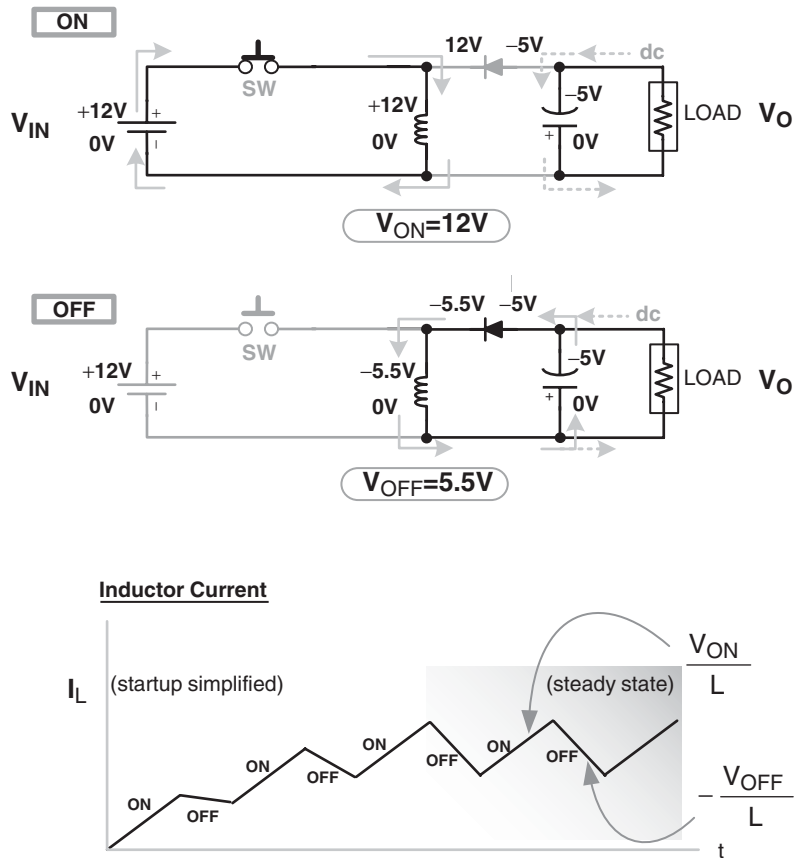 ON
12V –5V dc
SW
V_IN +12V + +12V –5V LOAD V_O
0V – 0V + 0V
V_ON=12V
OFF
–5.5V –5V dc
SW
V_IN +12V + –5.5V –5V LOAD V_O
0V – 0V + 0V
V_OFF=5.5V
Inductor Current
I_L (startup simplified) (steady state) V_ON
L
ON OFF ON OFF ON OFF ON OFF
– V_OFF
L
t